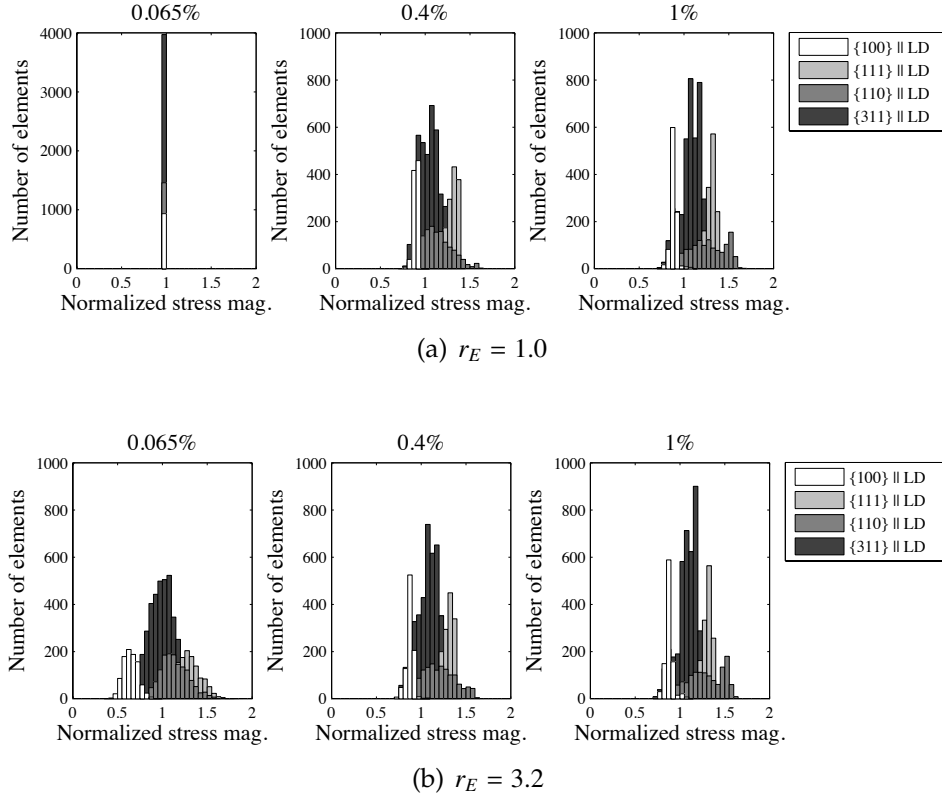 0.065%
0.4%
1%
4000
3000
2000
1000
0
0 0.5 1 1.5 2
Number of elements
Normalized stress mag.
1000
800
600
400
200
0
0 0.5 1 1.5 2
Number of elements
Normalized stress mag.
1000
800
600
400
200
0
0 0.5 1 1.5 2
Number of elements
Normalized stress mag.
{100} || LD
{111} || LD
{110} || LD
{311} || LD
(a) r_E = 1.0
0.065%
0.4%
1%
1000
800
600
400
200
0
0 0.5 1 1.5 2
Number of elements
Normalized stress mag.
1000
800
600
400
200
0
0 0.5 1 1.5 2
Number of elements
Normalized stress mag.
1000
800
600
400
200
0
0 0.5 1 1.5 2
Number of elements
Normalized stress mag.
{100} || LD
{111} || LD
{110} || LD
{311} || LD
(b) r_E = 3.2